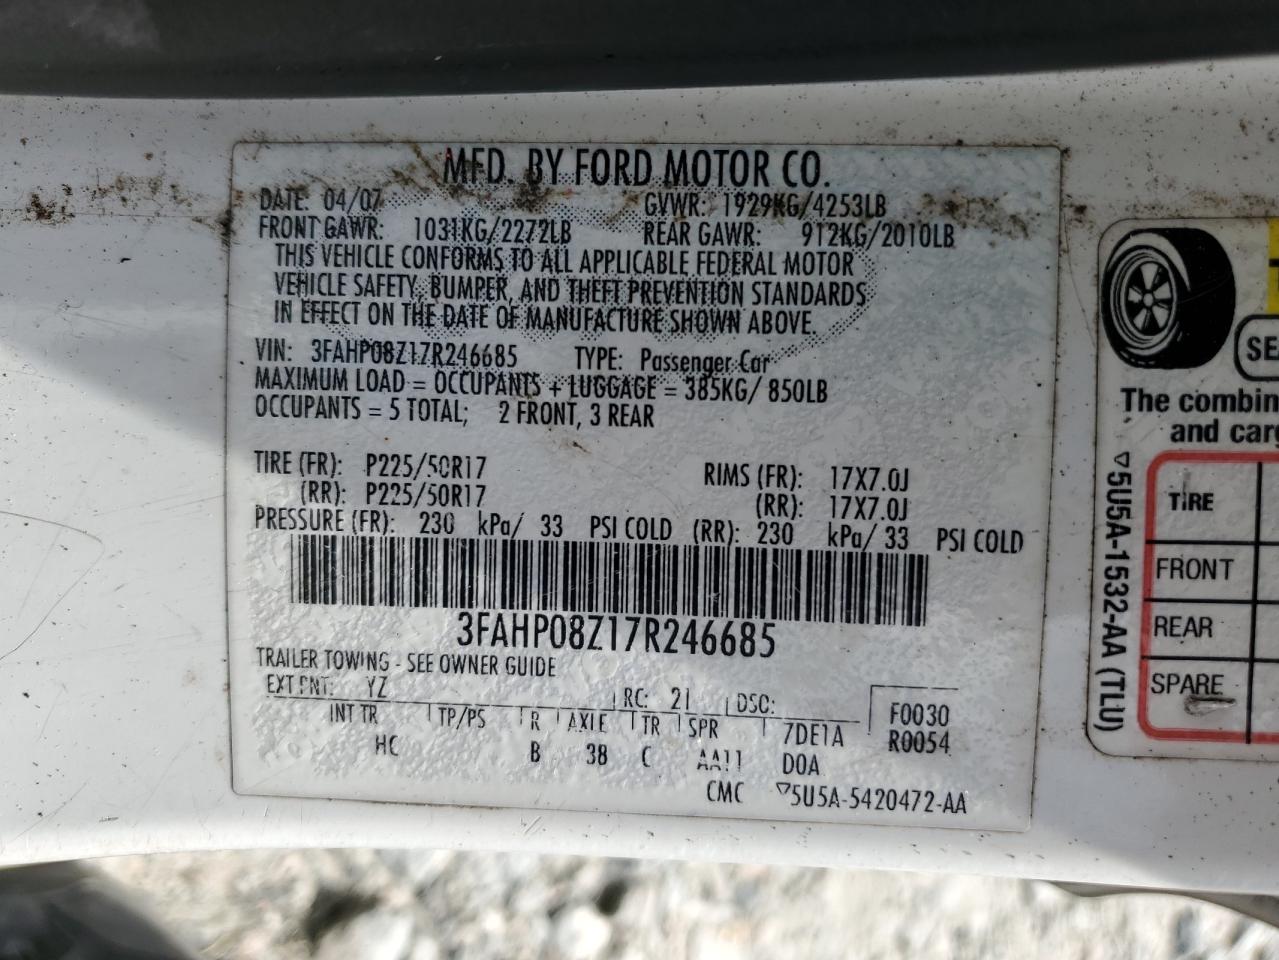 MFD. BY FORD MOTOR CO.
DATE: 04/07 GVWR: 1929KG/4253LB
FRONT GAWR: 1031KG/2272LB REAR GAWR: 912KG/2010LB
THIS VEHICLE CONFORMS TO ALL APPLICABLE FEDERAL MOTOR
VEHICLE SAFETY, BUMPER, AND THEFT PREVENTION STANDARDS
IN EFFECT ON THE DATE OF MANUFACTURE SHOWN ABOVE.
VIN: 3FAHP08Z17R246685 TYPE: Passenger Car
MAXIMUM LOAD = OCCUPANTS + LUGGAGE = 385KG/ 850LB
OCCUPANTS = 5 TOTAL; 2 FRONT, 3 REAR
TIRE (FR): P225/50R17 RIMS (FR): 17X7.0J
(RR): P225/50R17 (RR): 17X7.0J
PRESSURE (FR): 230 kPa/ 33 PSI COLD (RR): 230 kPa/ 33 PSI COLD
3FAHP08Z17R246685
TRAILER TOWING - SEE OWNER GUIDE
EXT PNT: YZ RC: 21 DSO:
INT TR TP/PS R AXLE TR SPR 7DE1A
HC B 38 C AA11 D0A
F0030
R0054
CMC ▽5U5A-5420472-AA
SE
The combin
and carg
TIRE
FRONT
REAR
SPARE
▽5U5A-1532-AA (TLU)